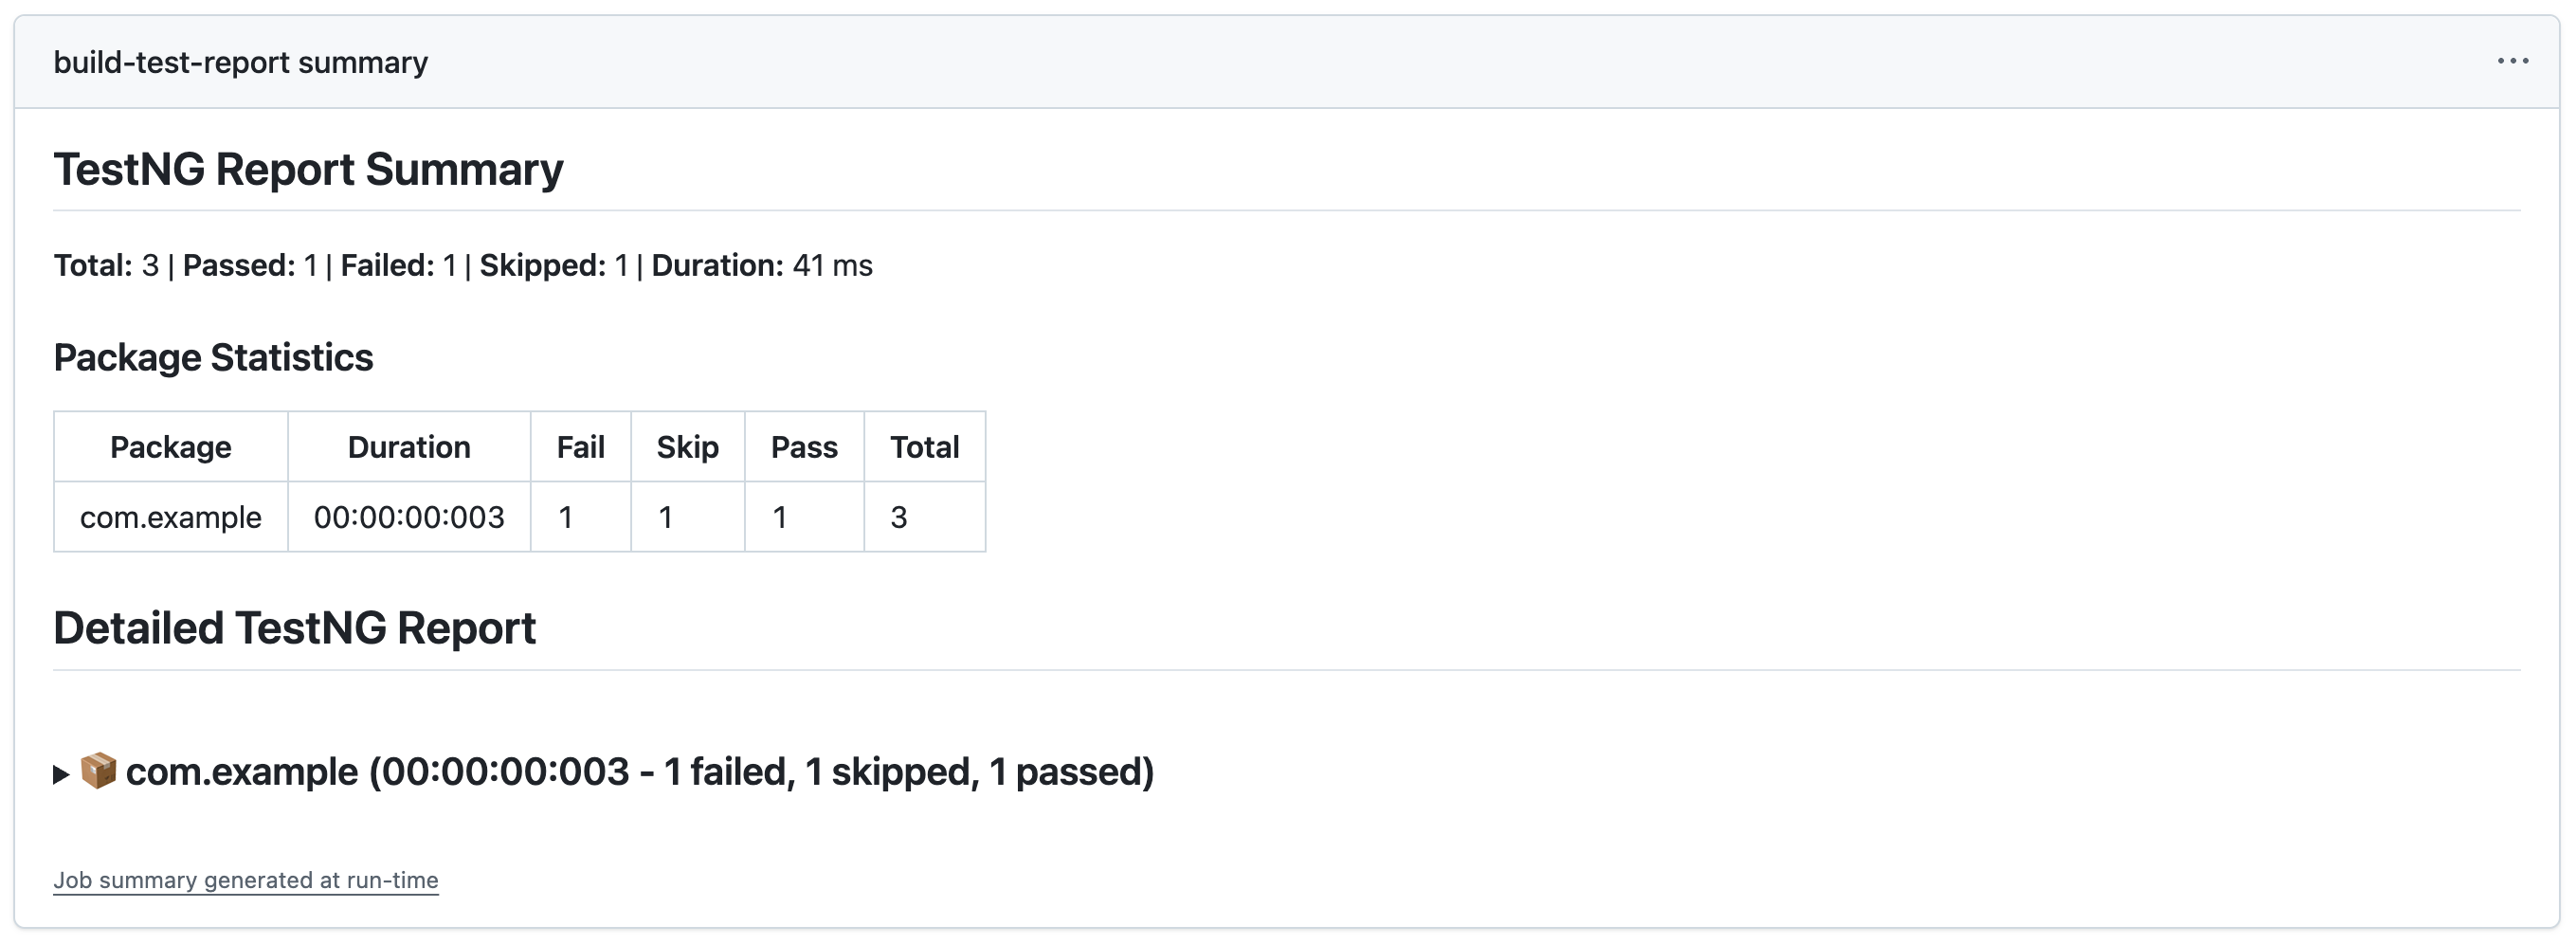 build-test-report summary
TestNG Report Summary
Total: 3 | Passed: 1 | Failed: 1 | Skipped: 1 | Duration: 41 ms
Package Statistics
Package Duration Fail Skip Pass Total
com.example 00:00:00:003 1 1 1 3
Detailed TestNG Report
com.example (00:00:00:003 - 1 failed, 1 skipped, 1 passed)
Job summary generated at run-time